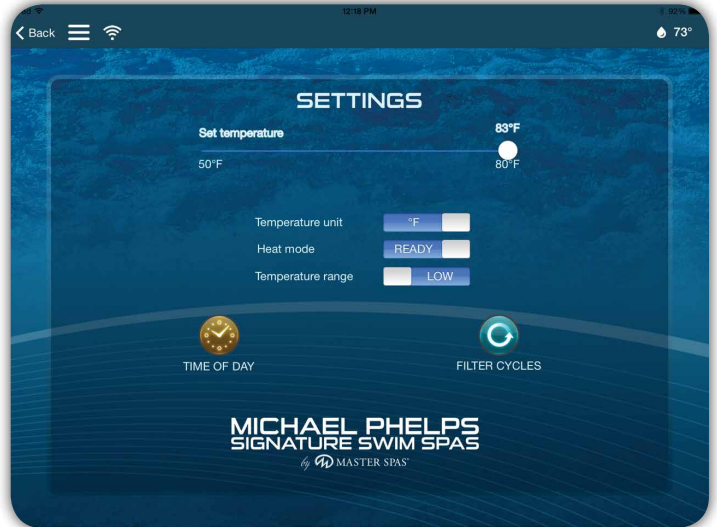 12:18 PM
92%
Back
73°
SETTINGS
Set temperature
83°F
50°F
80°F
Temperature unit
°F
Heat mode
READY
Temperature range
LOW
TIME OF DAY
FILTER CYCLES
MICHAEL PHELPS
SIGNATURE SWIM SPAS
by MASTER SPAS®